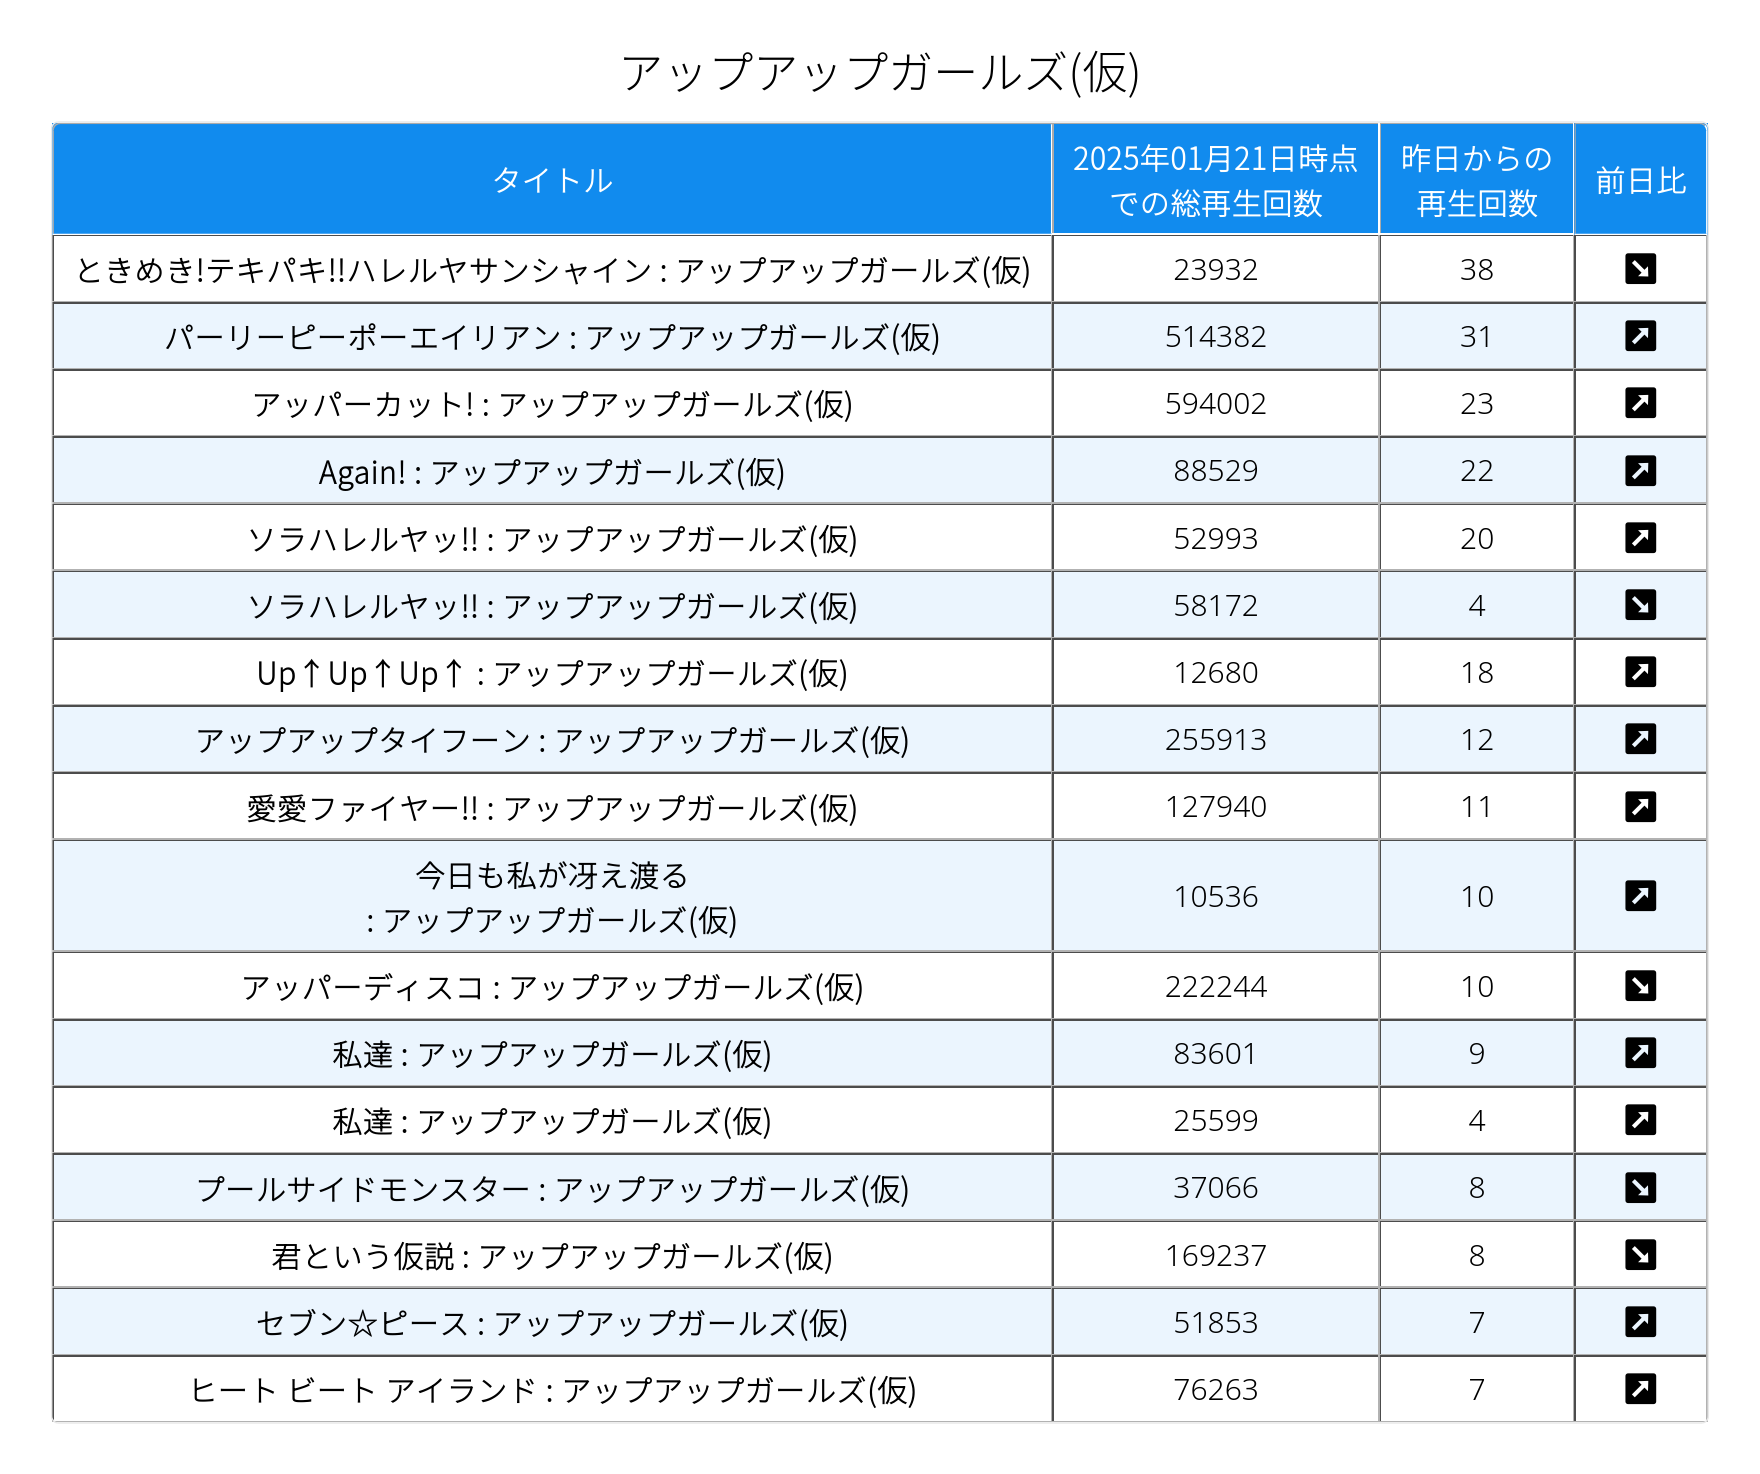 アップアップガールズ(仮)
タイトル 2025年01月21日時点 昨日からの 前日比
での総再生回数 再生回数
ときめき!テキパキ!!ハレルヤサンシャイン : アップアップガールズ(仮) 23932 38 ↘
パーリーピーポーエイリアン : アップアップガールズ(仮) 514382 31 ↗
アッパーカット! : アップアップガールズ(仮) 594002 23 ↗
Again! : アップアップガールズ(仮) 88529 22 ↗
ソラハレルヤッ!! : アップアップガールズ(仮) 52993 20 ↗
ソラハレルヤッ!! : アップアップガールズ(仮) 58172 4 ↘
Up↑Up↑Up↑ : アップアップガールズ(仮) 12680 18 ↗
アップアップタイフーン : アップアップガールズ(仮) 255913 12 ↗
愛愛ファイヤー!! : アップアップガールズ(仮) 127940 11 ↗
今日も私が冴え渡る
: アップアップガールズ(仮) 10536 10 ↗
アッパーディスコ : アップアップガールズ(仮) 222244 10 ↘
私達 : アップアップガールズ(仮) 83601 9 ↗
私達 : アップアップガールズ(仮) 25599 4 ↗
プールサイドモンスター : アップアップガールズ(仮) 37066 8 ↘
君という仮説 : アップアップガールズ(仮) 169237 8 ↘
セブン☆ピース : アップアップガールズ(仮) 51853 7 ↗
ヒート ビート アイランド : アップアップガールズ(仮) 76263 7 ↗